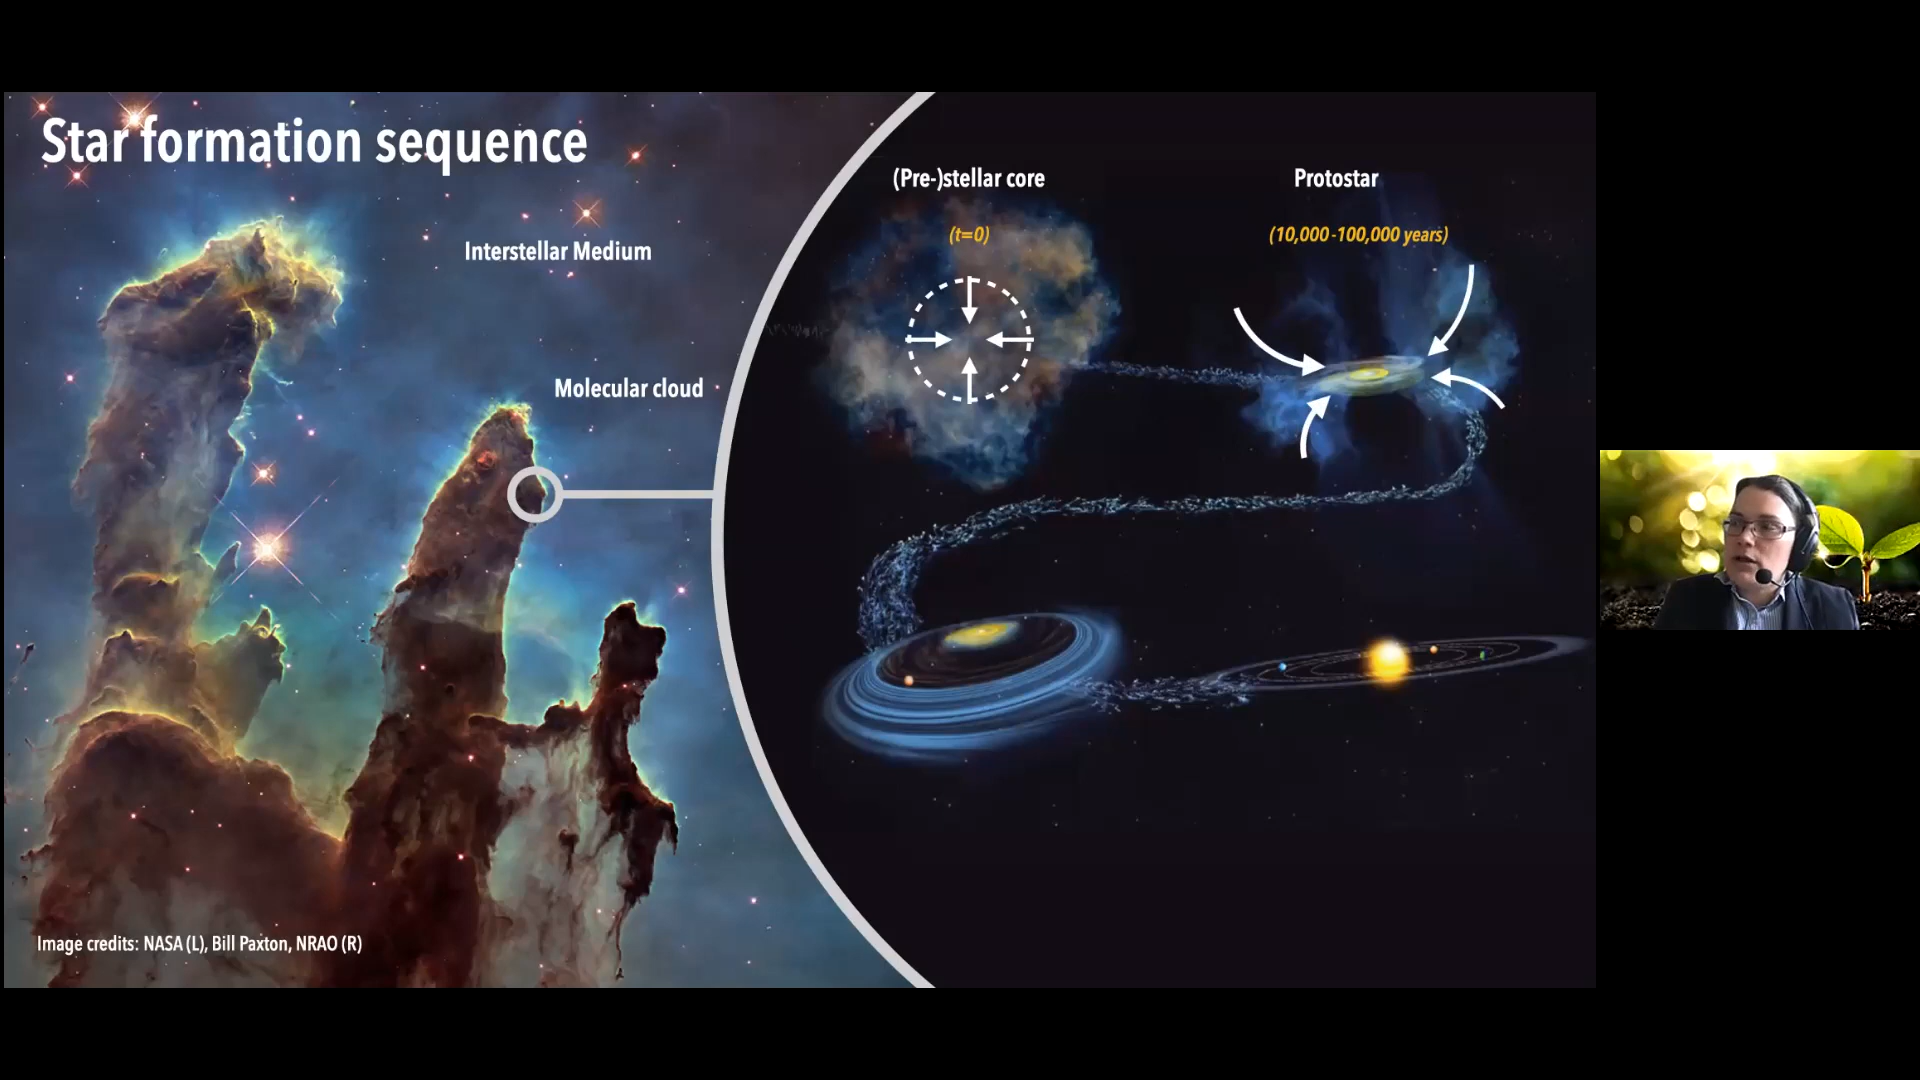 Star formation sequence
Interstellar Medium
Molecular cloud
(Pre-)stellar core
(t=0)
Protostar
(10,000-100,000 years)
Image credits: NASA (L), Bill Paxton, NRAO (R)